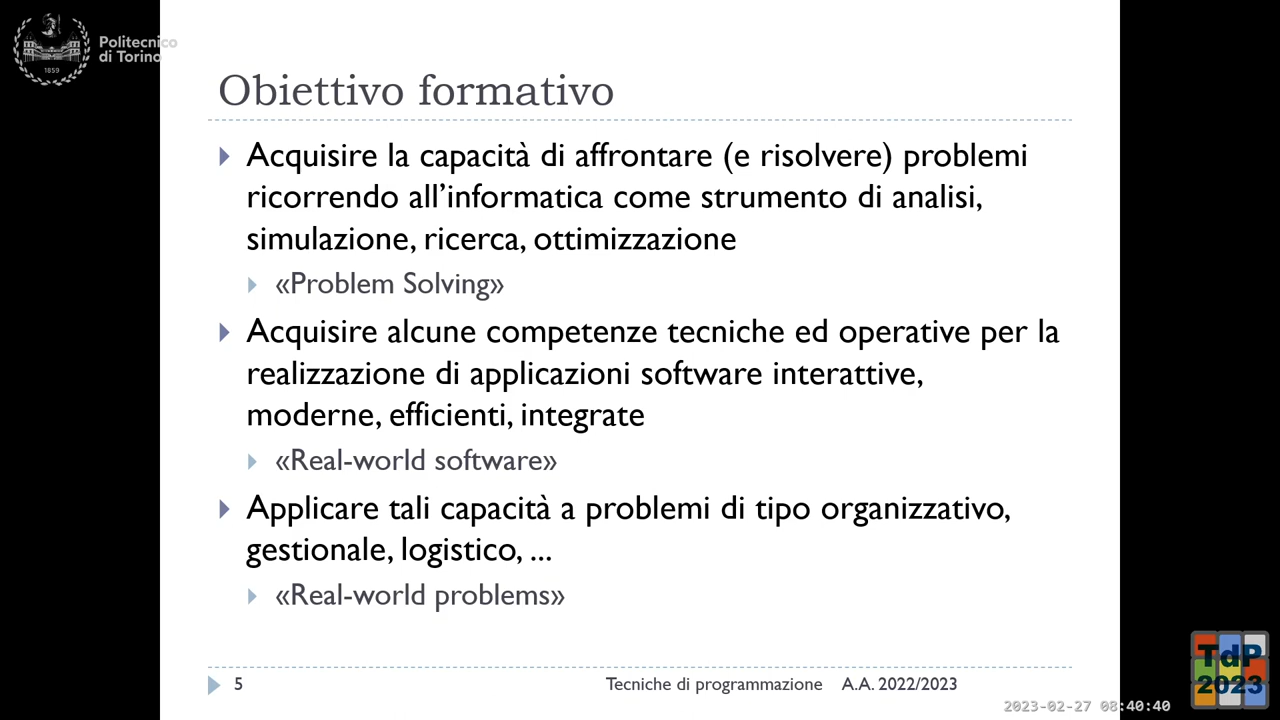 Politecnico
di Torino
1859
Obiettivo formativo
Acquisire la capacità di affrontare (e risolvere) problemi
ricorrendo all’informatica come strumento di analisi,
simulazione, ricerca, ottimizzazione
«Problem Solving»
Acquisire alcune competenze tecniche ed operative per la
realizzazione di applicazioni software interattive,
moderne, efficienti, integrate
«Real-world software»
Applicare tali capacità a problemi di tipo organizzativo,
gestionale, logistico, ...
«Real-world problems»
5 Tecniche di programmazione A.A. 2022/2023
TdP
2023
2023-02-27 08:40:40